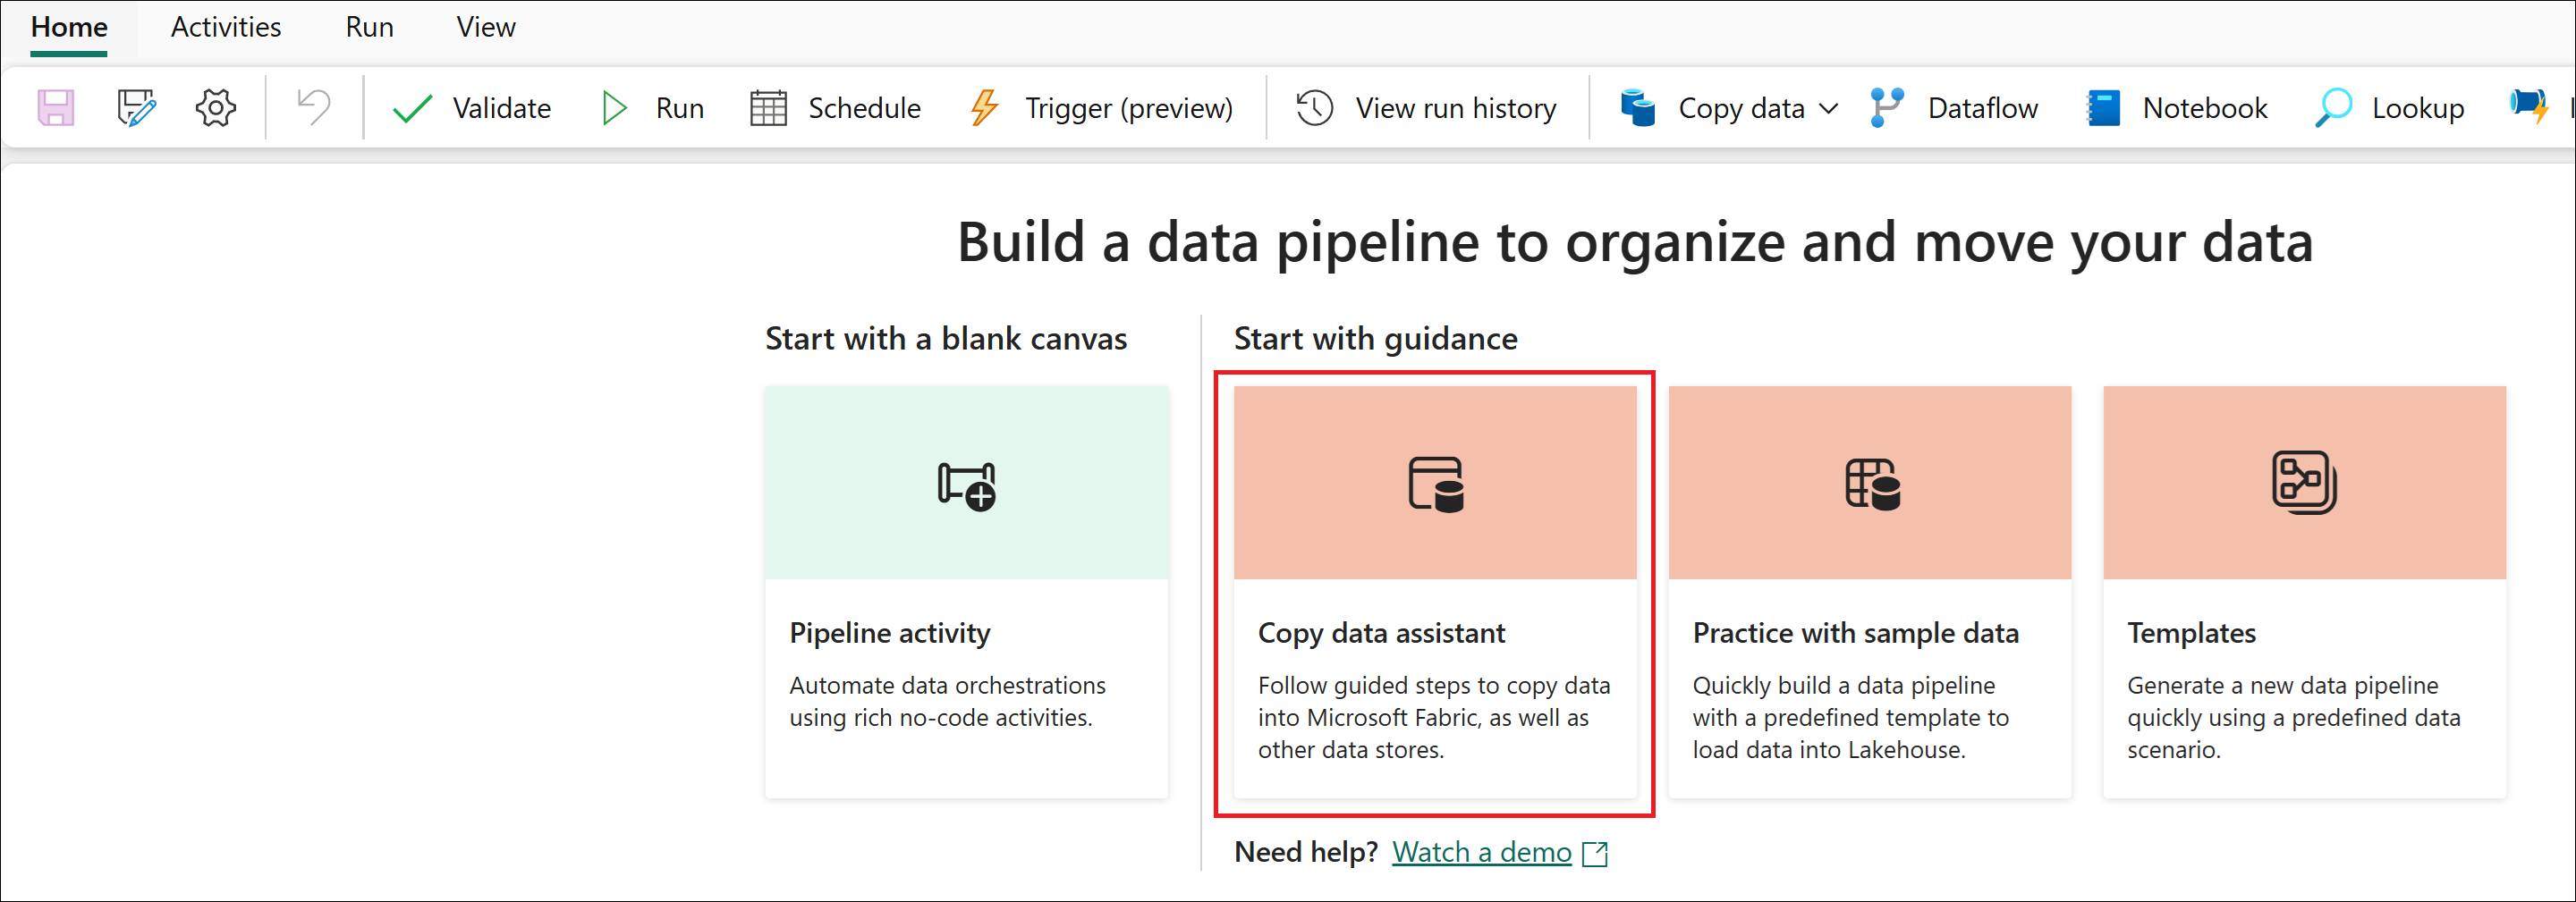 Home Activities Run View
Validate Run Schedule Trigger (preview) View run history Copy data Dataflow Notebook Lookup
Build a data pipeline to organize and move your data
Start with a blank canvas
Pipeline activity
Automate data orchestrations
using rich no-code activities.
Start with guidance
Copy data assistant
Follow guided steps to copy data
into Microsoft Fabric, as well as
other data stores.
Practice with sample data
Quickly build a data pipeline
with a predefined template to
load data into Lakehouse.
Templates
Generate a new data pipeline
quickly using a predefined data
scenario.
Need help? Watch a demo